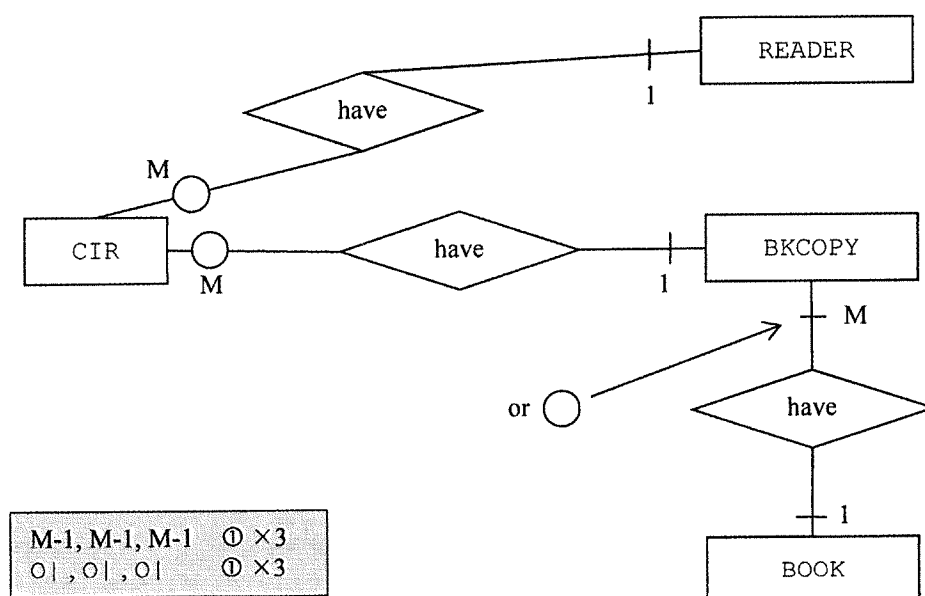 READER
1
have
M
CIR
M
have
1
BKCOPY
M
or
have
1
BOOK
M-1, M-1, M-1 ① ×3
O| , O| , O| ① ×3